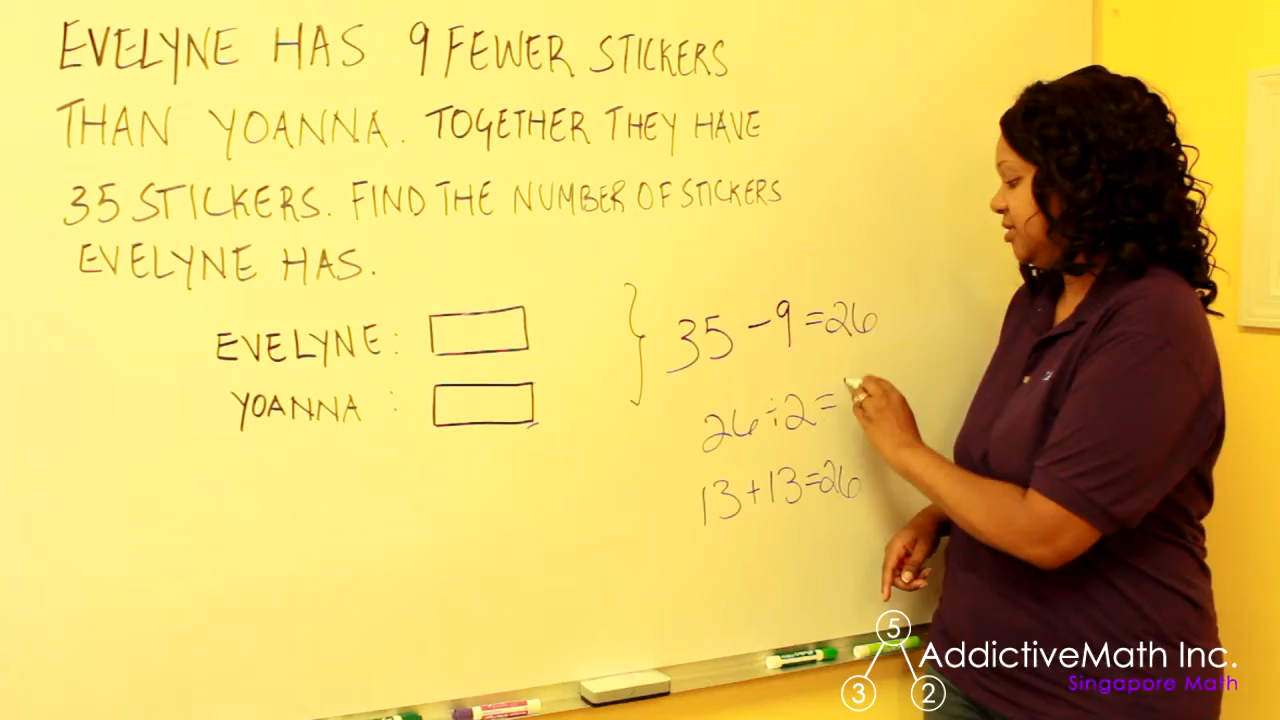 EVELYNE HAS 9 FEWER STICKERS
THAN YOANNA. TOGETHER THEY HAVE
35 STICKERS. FIND THE NUMBER OF STICKERS
EVELYNE HAS.
EVELYNE:
YOANNA :
35 - 9 = 26
26 ÷ 2 =
13 + 13 = 26
5
3
2
AddictiveMath Inc.
Singapore Math